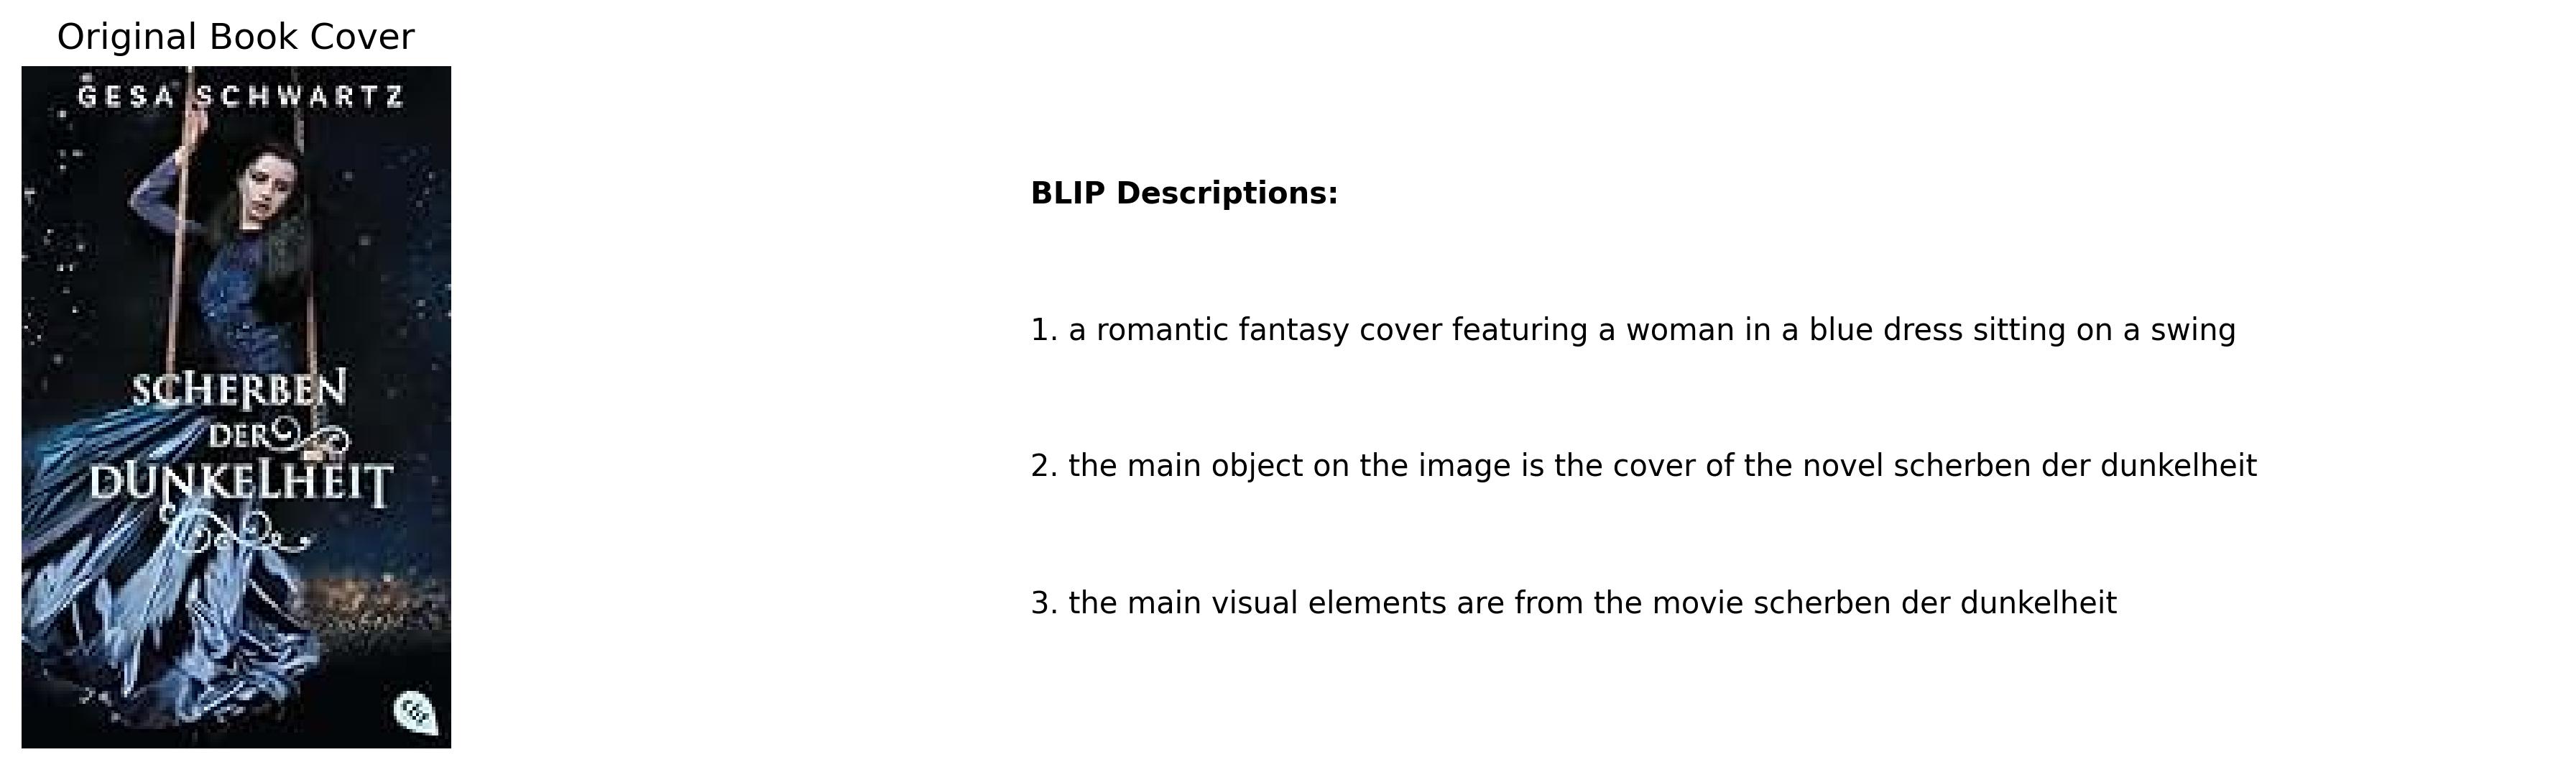 Original Book Cover
GESA SCHWARTZ
SCHERBEN
DER
DUNKELHEIT
BLIP Descriptions:
1. a romantic fantasy cover featuring a woman in a blue dress sitting on a swing
2. the main object on the image is the cover of the novel scherben der dunkelheit
3. the main visual elements are from the movie scherben der dunkelheit